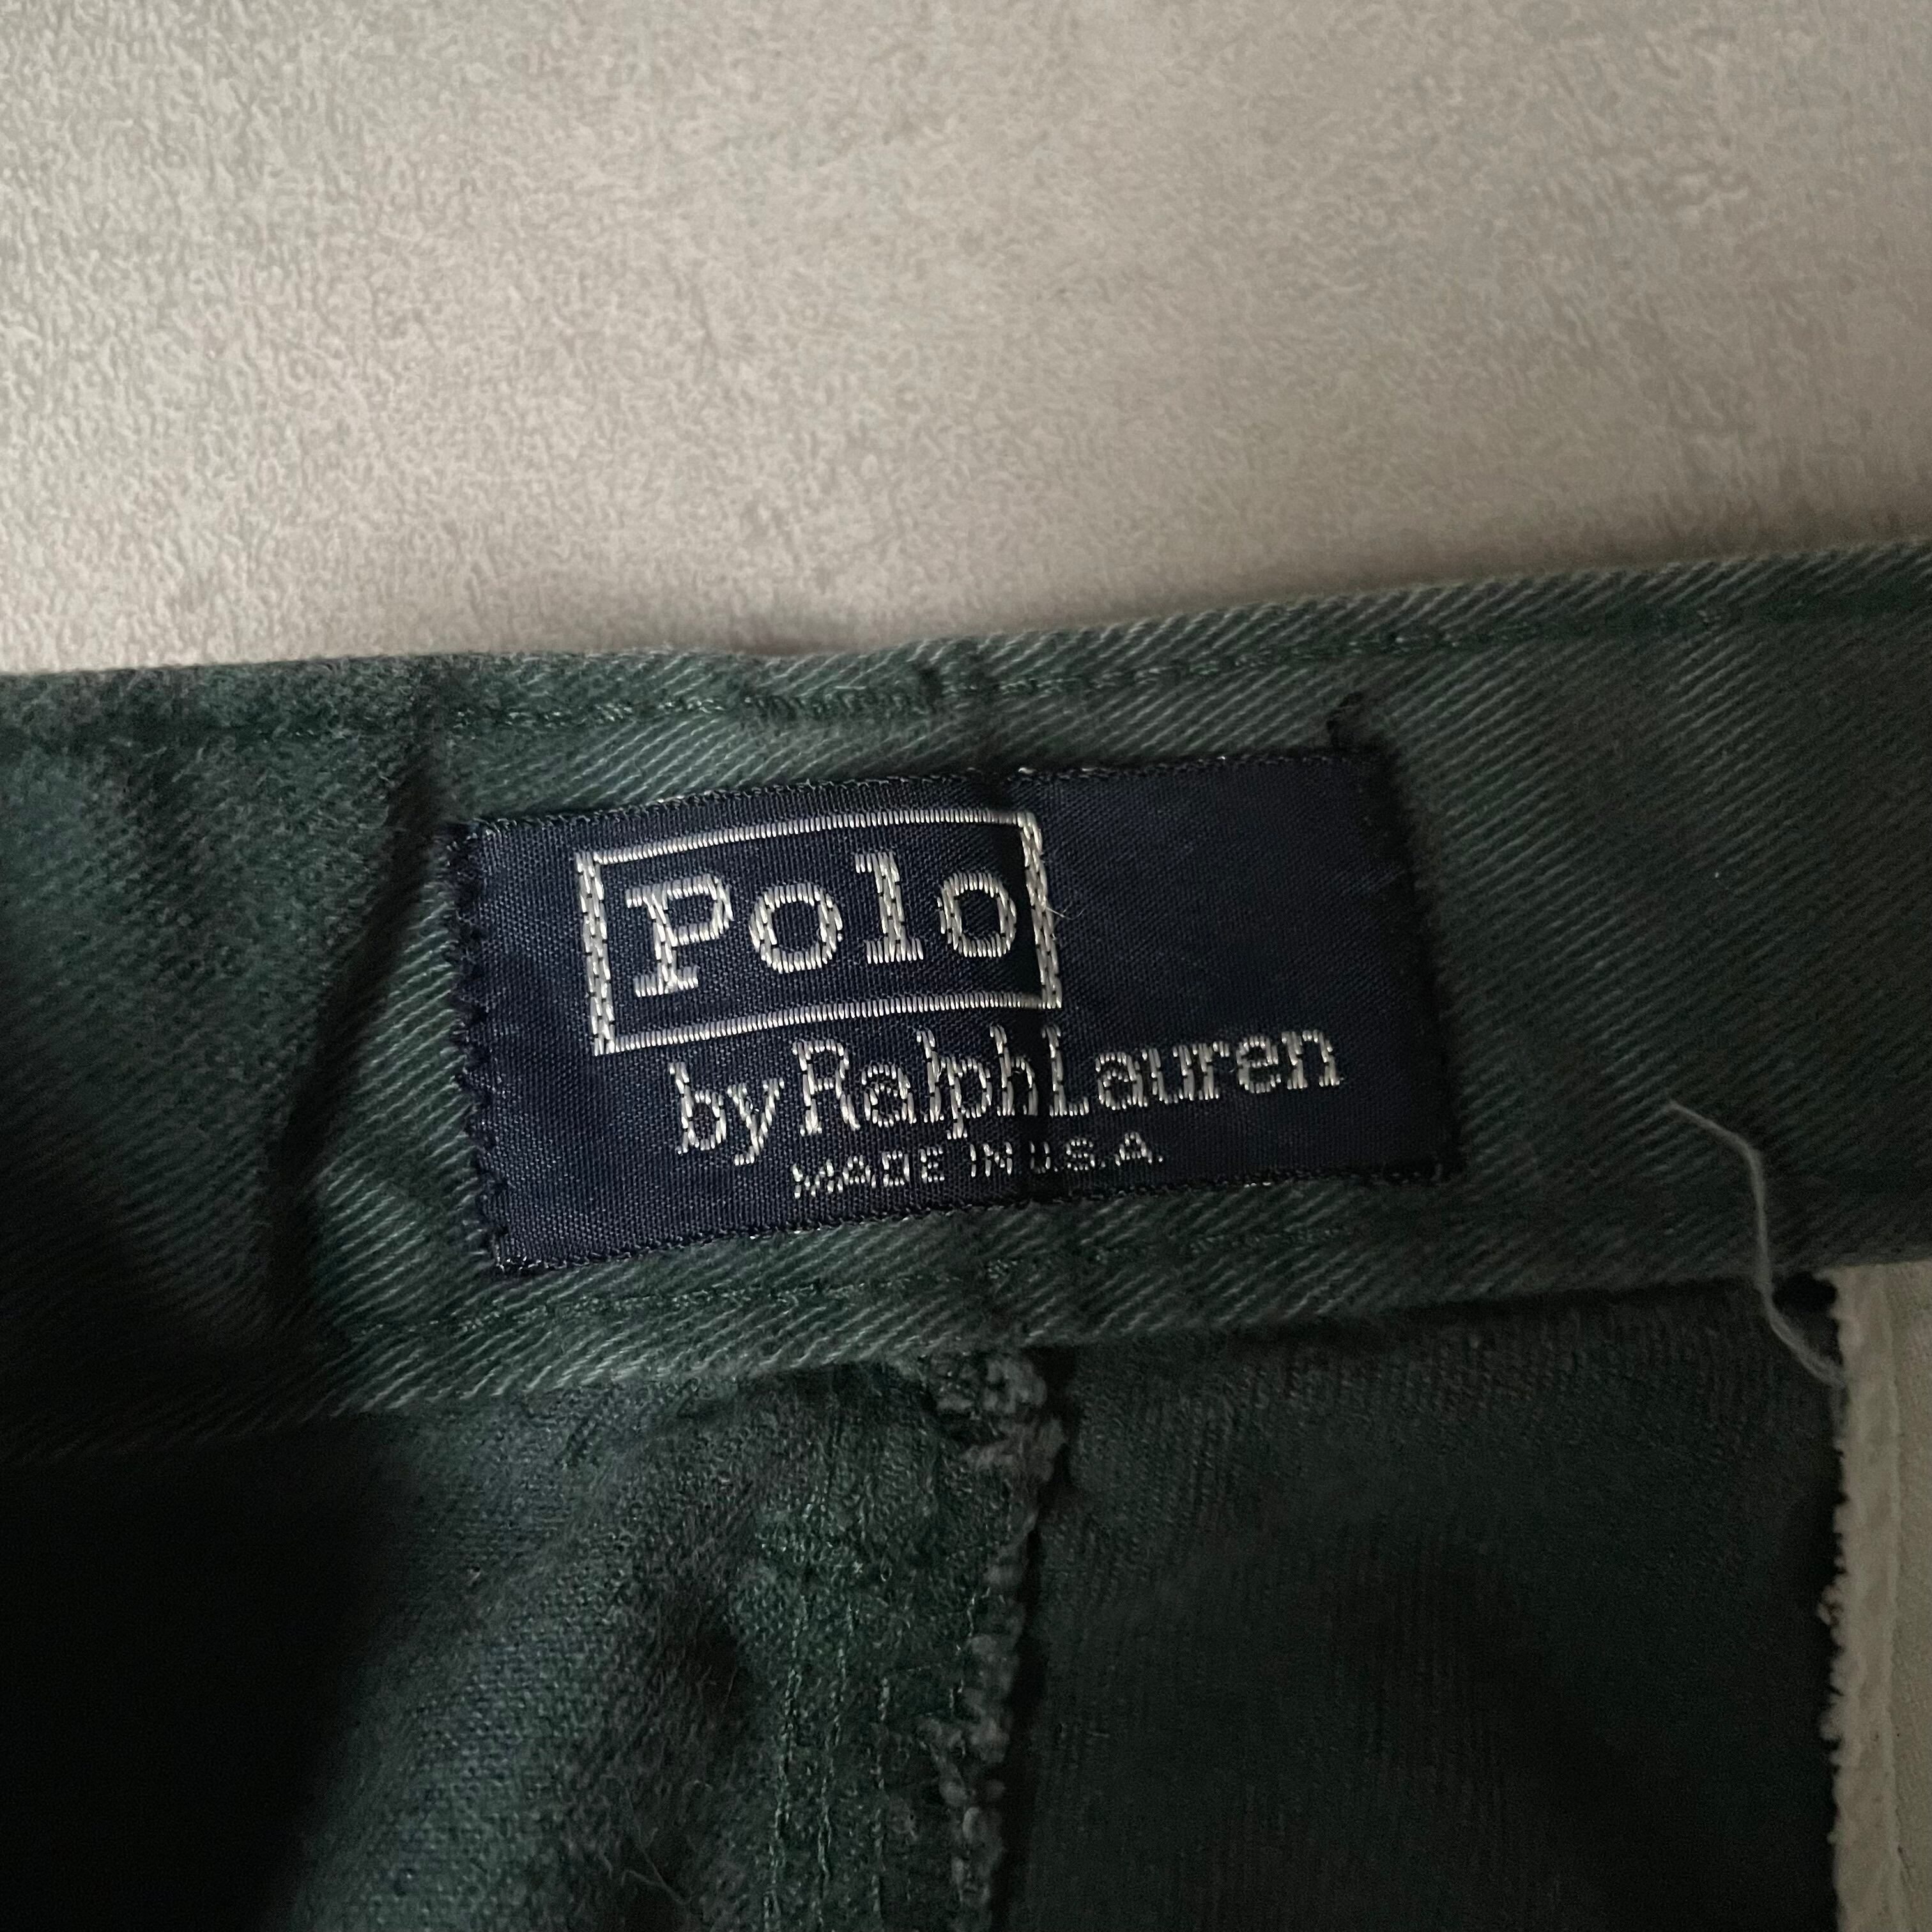 Polo
by Ralph Lauren
MADE IN U.S.A.